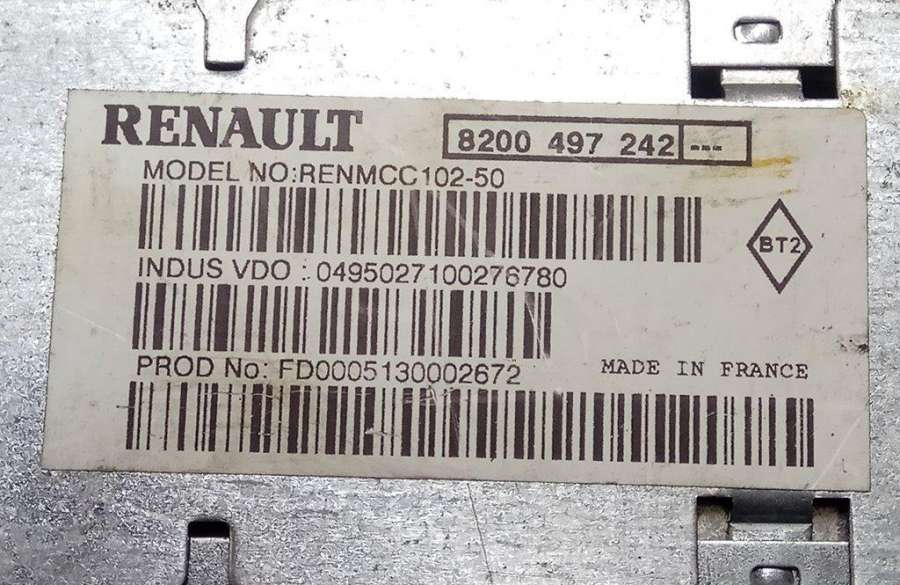 RENAULT 8200 497 242 ---
MODEL NO:RENMCC102-50
BT2
INDUS VDO : 0495027100276780
PROD No: FD0005130002672 MADE IN FRANCE